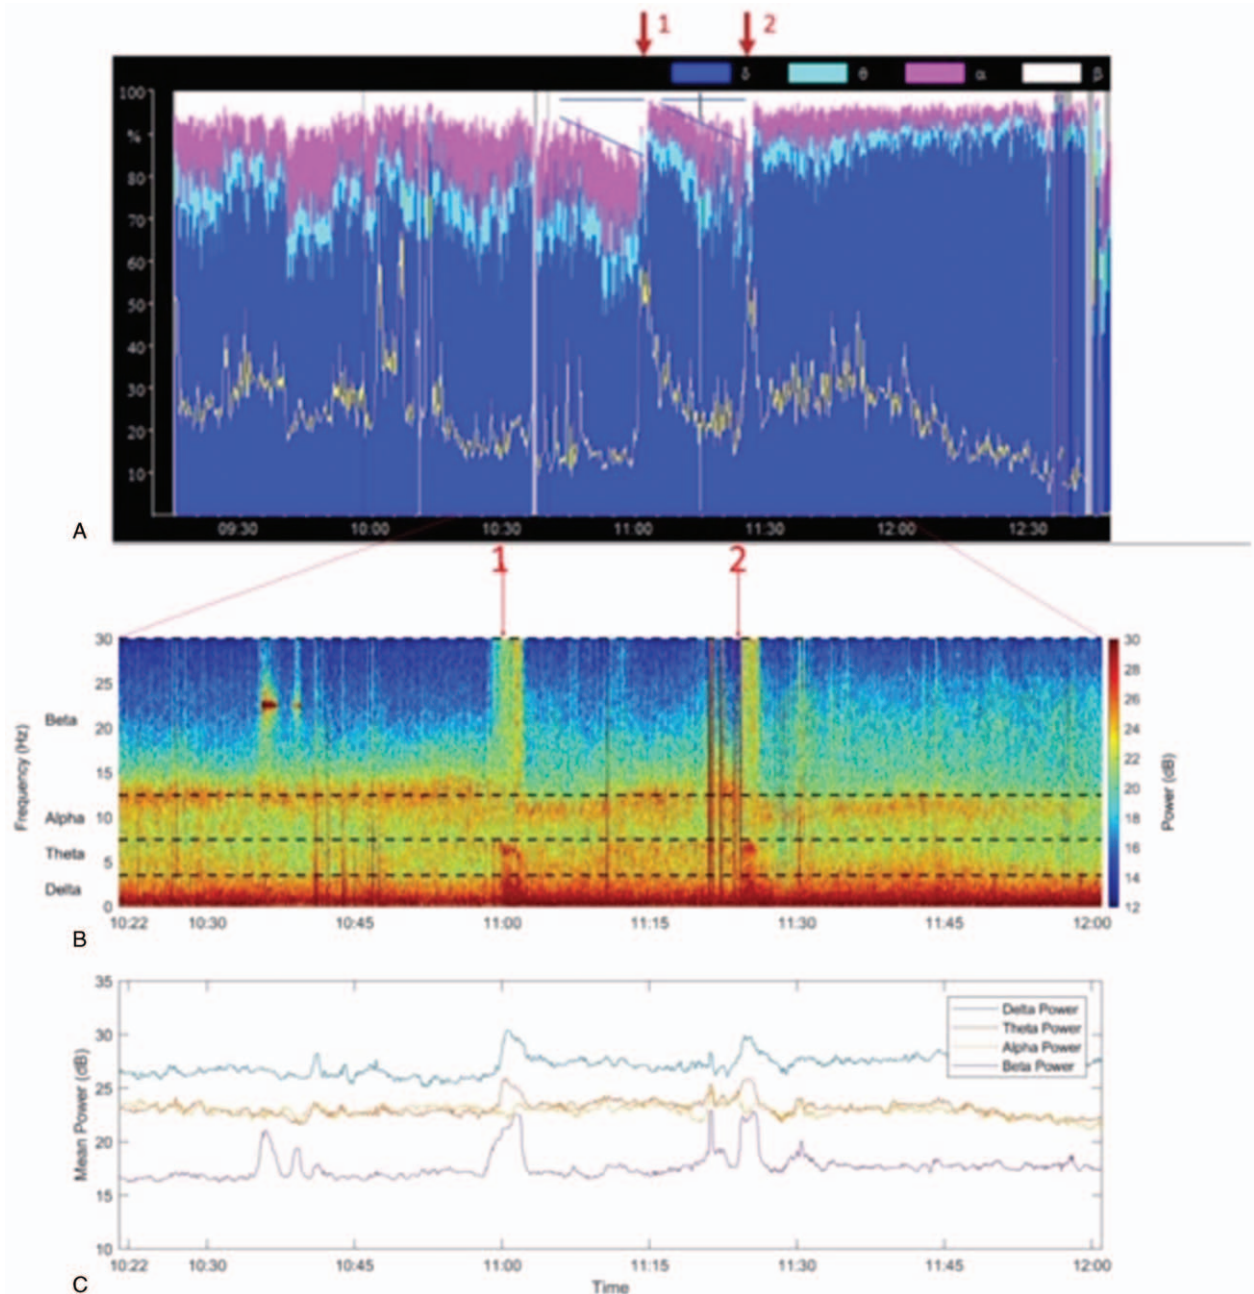 1 2
δ θ α β
100
%
80
70
60
50
40
30
20
10
09:30 10:00 10:30 11:00 11:30 12:00 12:30
A
1 2
30 25 20 15 10 5 0
Frequency (Hz)
Beta
Alpha
Theta
Delta
30 28 26 24 22 20 18 16 14 12
Power (dB)
10:22 10:30 10:45 11:00 11:15 11:30 11:45 12:00
B
35 30 25 20 15 10
Mean Power (dB)
Delta Power
Theta Power
Alpha Power
Beta Power
10:22 10:30 10:45 11:00 11:15 11:30 11:45 12:00
Time
C